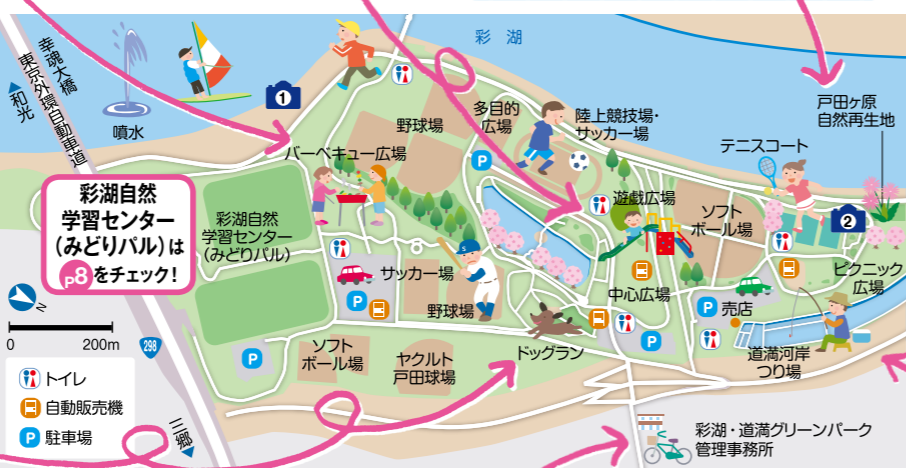 彩湖
幸魂大橋
東京外環自動車道
和光
噴水
1
野球場
多目的
広場
陸上競技場・
サッカー場
戸田ヶ原
自然再生地
テニスコート
バーベキュー広場
P
彩湖自然
学習センター
(みどりパル)は
P8をチェック!
彩湖自然
学習センター
(みどりパル)
遊戯広場
ソフト
ボール場
2
サッカー場
P
野球場
中心広場
P
売店
ピクニック
広場
N
0 200m
298
P
ソフト
ボール場
ヤクルト
戸田球場
ドッグラン
P
道満河岸
つり場
トイレ
自動販売機
P 駐車場
三郷
彩湖・道満グリーンパーク
管理事務所